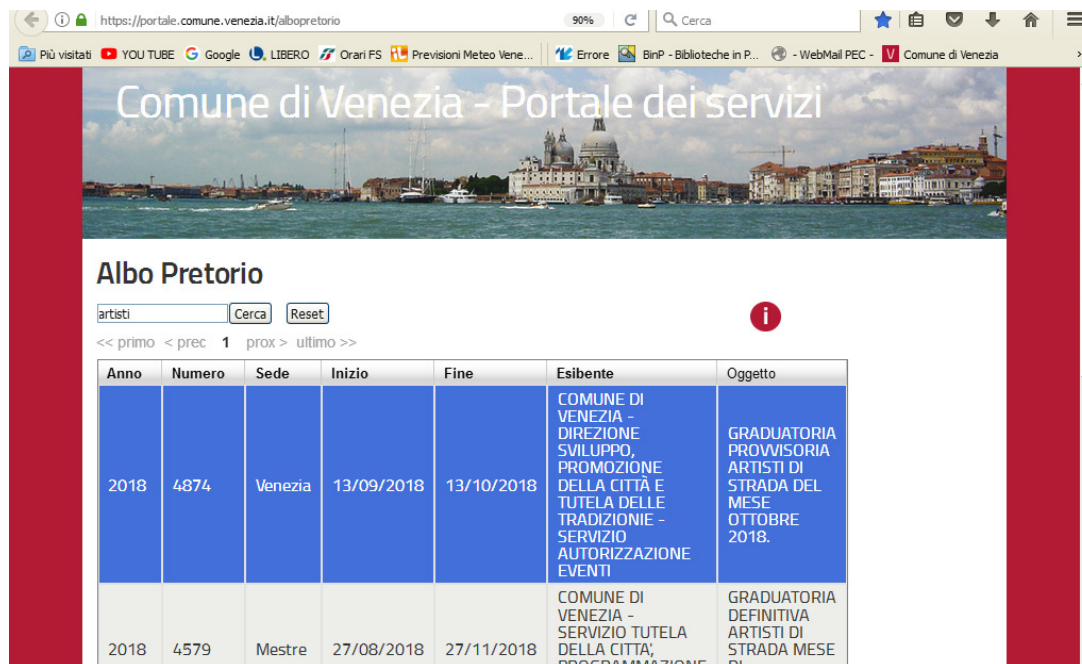 https://portale.comune.venezia.it/albopretorio
90%
Cerca
Più visitati
YOU TUBE
Google
LIBERO
Orari FS
Previsioni Meteo Vene...
Errore
BinP - Biblioteche in P...
- WebMail PEC -
Comune di Venezia
Comune di Venezia - Portale dei servizi
Albo Pretorio
artisti
Cerca
Reset
<< primo < prec 1 prox > ultimo >>
Anno
Numero
Sede
Inizio
Fine
Esibente
Oggetto
2018
4874
Venezia
13/09/2018
13/10/2018
COMUNE DI
VENEZIA -
DIREZIONE
SVILUPPO,
PROMOZIONE
DELLA CITTÀ E
TUTELA DELLE
TRADIZIONIE -
SERVIZIO
AUTORIZZAZIONE
EVENTI
GRADUATORIA
PROVVISORIA
ARTISTI DI
STRADA DEL
MESE
OTTOBRE
2018.
2018
4579
Mestre
27/08/2018
27/11/2018
COMUNE DI
VENEZIA -
SERVIZIO TUTELA
DELLA CITTA',
PROGRAMMAZIONE
GRADUATORIA
DEFINITIVA
ARTISTI DI
STRADA MESE
DI